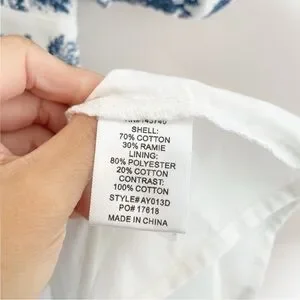 SHELL:
70% COTTON
30% RAMIE
LINING:
80% POLYESTER
20% COTTON
CONTRAST:
100% COTTON
STYLE# AY013D
PO# 17618
MADE IN CHINA